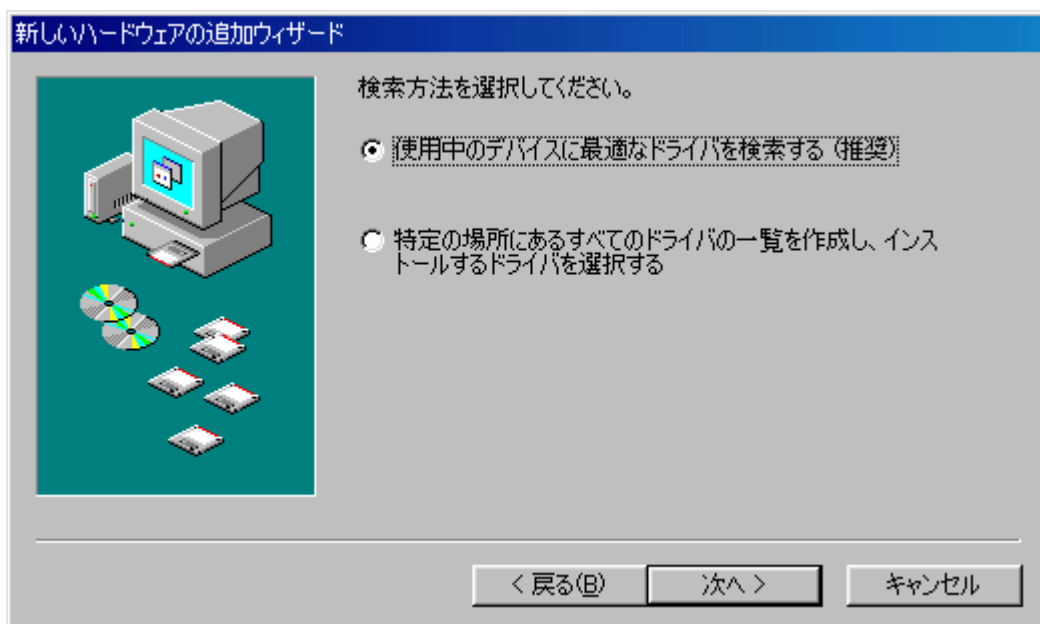 新しいハードウェアの追加ウィザード
検索方法を選択してください。
使用中のデバイスに最適なドライバを検索する (推奨)
特定の場所にあるすべてのドライバの一覧を作成し、インス
トールするドライバを選択する
< 戻る(B)
次へ >
キャンセル